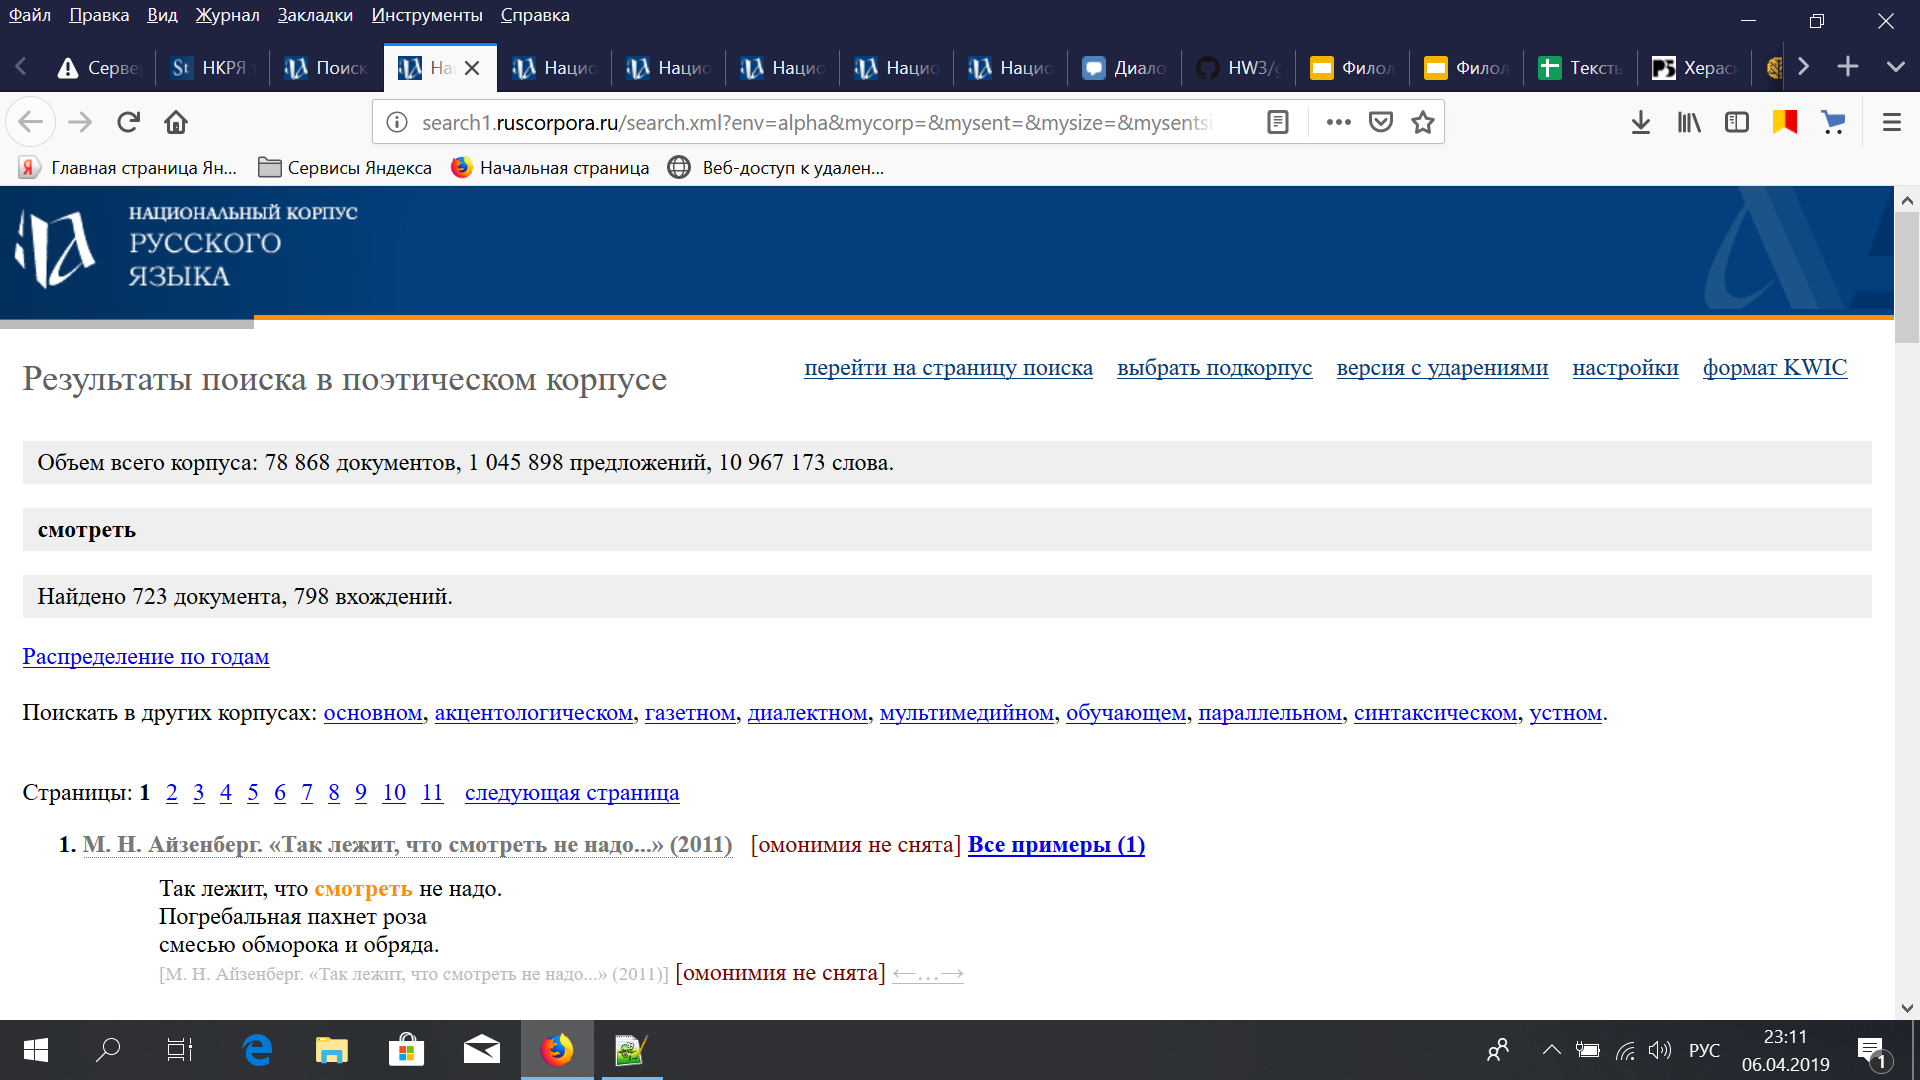 Файл Правка Вид Журнал Закладки Инструменты Справка
Серве НКРЯ Поиск На Нацио Нацио Нацио Нацио Нацио Диало HW3/ Филол Филол Тексты Херас
search1.ruscorpora.ru/search.xml?env=alpha&mycorp=&mysent=&mysize=&mysentsi
Главная страница Ян... Сервисы Яндекса Начальная страница Веб-доступ к удален...
НАЦИОНАЛЬНЫЙ КОРПУС
РУССКОГО
ЯЗЫКА
Результаты поиска в поэтическом корпусе
перейти на страницу поиска выбрать подкорпус версия с ударениями настройки формат KWIC
Объем всего корпуса: 78 868 документов, 1 045 898 предложений, 10 967 173 слова.
смотреть
Найдено 723 документа, 798 вхождений.
Распределение по годам
Поискать в других корпусах: основном, акцентологическом, газетном, диалектном, мультимедийном, обучающем, параллельном, синтаксическом, устном.
Страницы: 1 2 3 4 5 6 7 8 9 10 11 следующая страница
1. М. Н. Айзенберг. «Так лежит, что смотреть не надо...» (2011) [омонимия не снята] Все примеры (1)
Так лежит, что смотреть не надо.
Погребальная пахнет роза
смесью обморока и обряда.
[М. Н. Айзенберг. «Так лежит, что смотреть не надо...» (2011)] [омонимия не снята] ←…→
РУС
23:11
06.04.2019
1